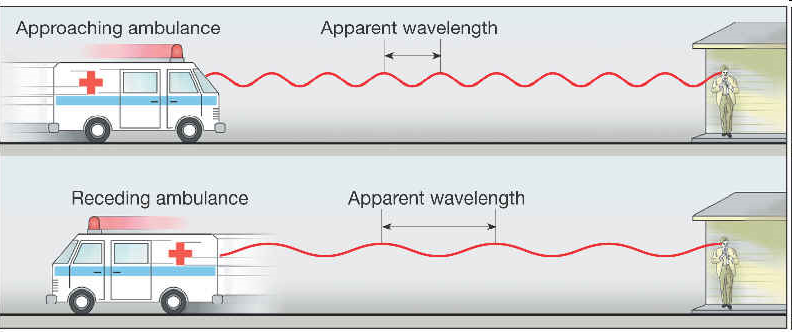 Approaching ambulance
Apparent wavelength
Receding ambulance
Apparent wavelength